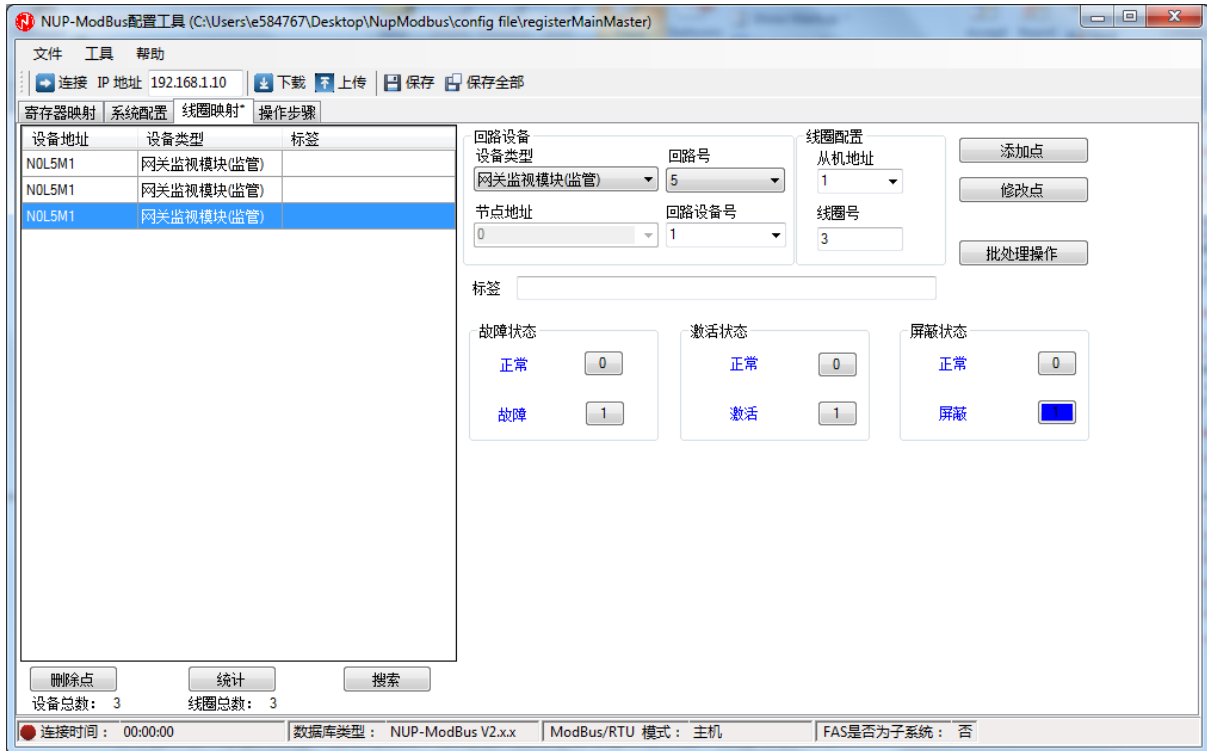 NUP-ModBus配置工具 (C:\Users\e584767\Desktop\NupModbus\config file\registerMainMaster)
文件 工具 帮助
连接 IP 地址 192.168.1.10 下载 上传 保存 保存全部
寄存器映射 系统配置 线圈映射* 操作步骤
设备地址 设备类型 标签
N0L5M1 网关监视模块(监管)
N0L5M1 网关监视模块(监管)
N0L5M1 网关监视模块(监管)
回路设备
设备类型 回路号
网关监视模块(监管) 5
节点地址 回路设备号
0 1
线圈配置
从机地址
1
线圈号
3
添加点
修改点
批处理操作
标签
故障状态
正常 0
故障 1
激活状态
正常 0
激活 1
屏蔽状态
正常 0
屏蔽 1
删除点 统计 搜索
设备总数: 3 线圈总数: 3
连接时间: 00:00:00 数据库类型: NUP-ModBus V2.x.x ModBus/RTU 模式: 主机 FAS是否为子系统: 否